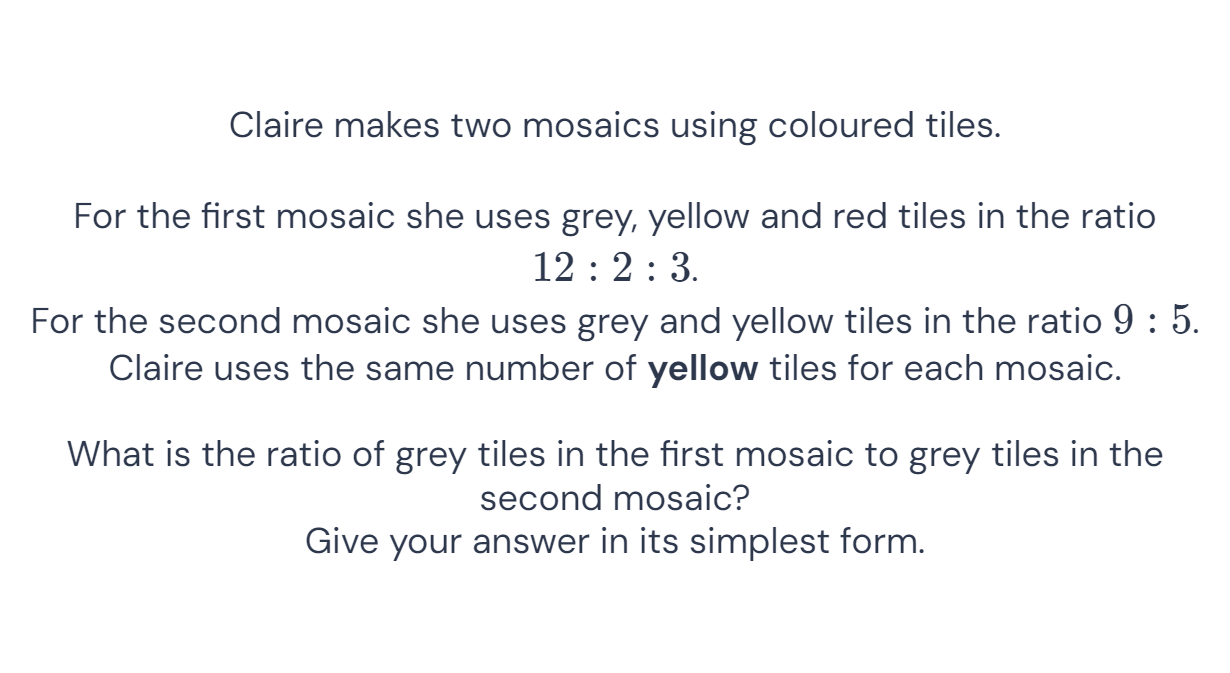 Claire makes two mosaics using coloured tiles.
For the first mosaic she uses grey, yellow and red tiles in the ratio
12 : 2 : 3.
For the second mosaic she uses grey and yellow tiles in the ratio 9 : 5.
Claire uses the same number of yellow tiles for each mosaic.
What is the ratio of grey tiles in the first mosaic to grey tiles in the
second mosaic?
Give your answer in its simplest form.